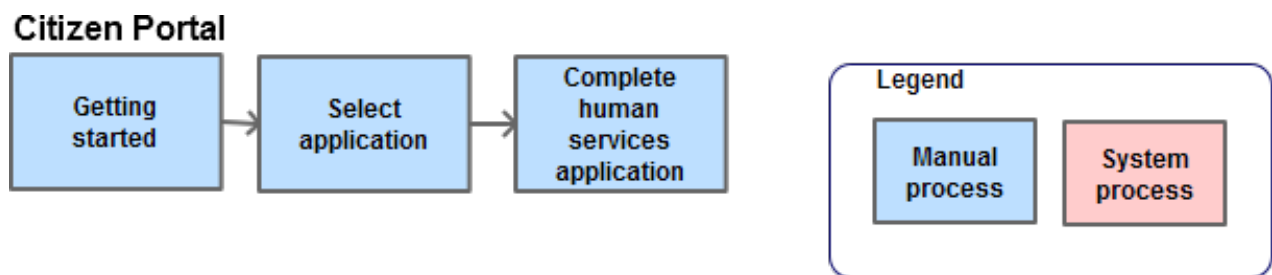 Citizen Portal
Getting
started
Select
application
Complete
human
services
application
Legend
Manual
process
System
process